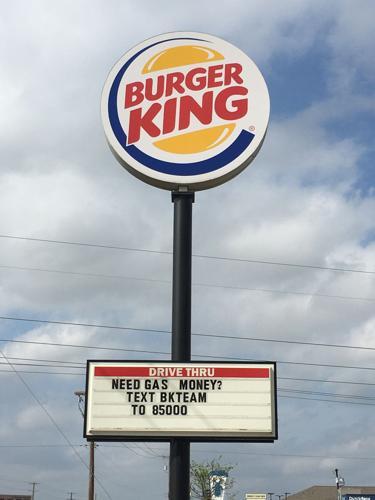 BURGER
KING
®
DRIVE THRU
NEED GAS MONEY?
TEXT BKTEAM
TO 85000